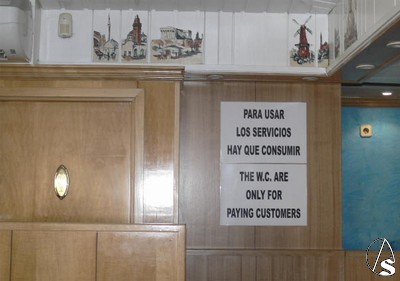 PARA USAR
LOS SERVICIOS
HAY QUE CONSUMIR
THE W.C. ARE
ONLY FOR
PAYING CUSTOMERS